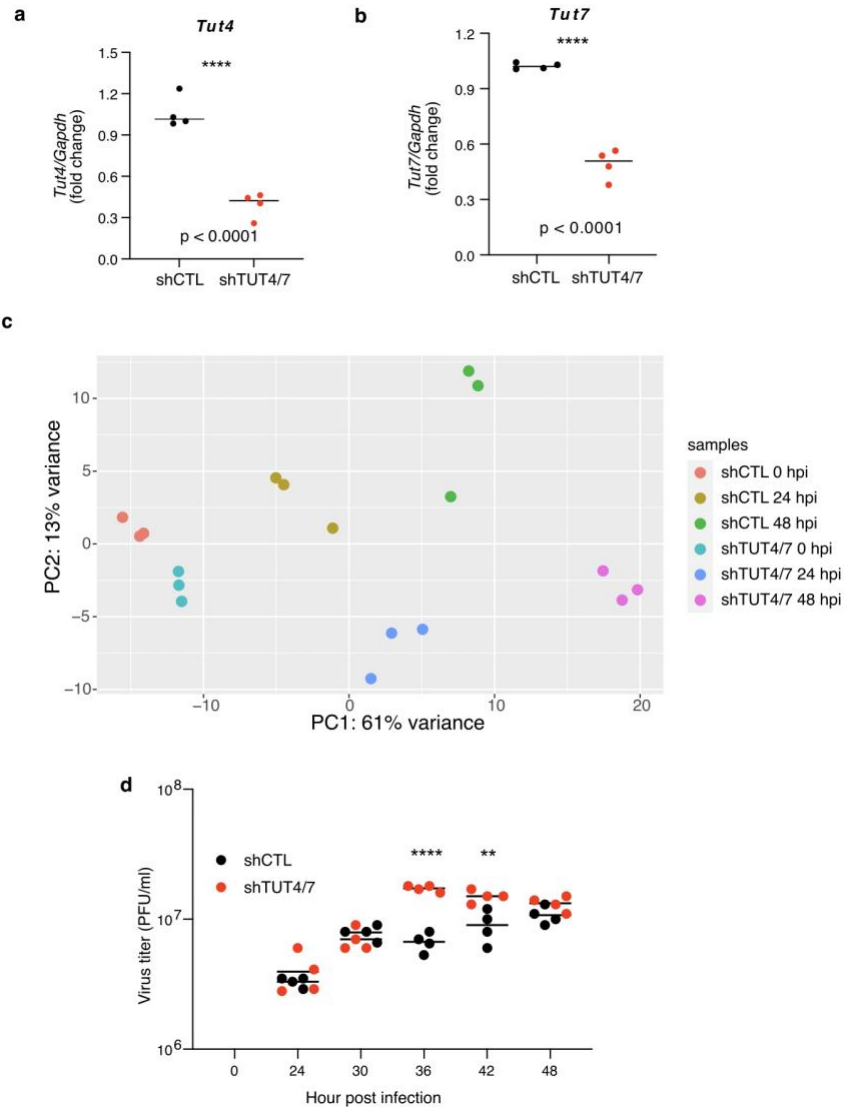 a
Tut4
1.5
1.2
0.9
0.6
0.3
0.0
Tut4/Gapdh
(fold change)
****
p < 0.0001
shCTL shTUT4/7
b
Tut7
1.2
0.9
0.6
0.3
0.0
Tut7/Gapdh
(fold change)
****
p < 0.0001
shCTL shTUT4/7
c
10
5
0
−5
−10
PC2: 13% variance
−10 0 10 20
PC1: 61% variance
samples
shCTL 0 hpi
shCTL 24 hpi
shCTL 48 hpi
shTUT4/7 0 hpi
shTUT4/7 24 hpi
shTUT4/7 48 hpi
d
10⁸
10⁷
10⁶
Virus titer (PFU/ml)
shCTL
shTUT4/7
**** **
0 24 30 36 42 48
Hour post infection